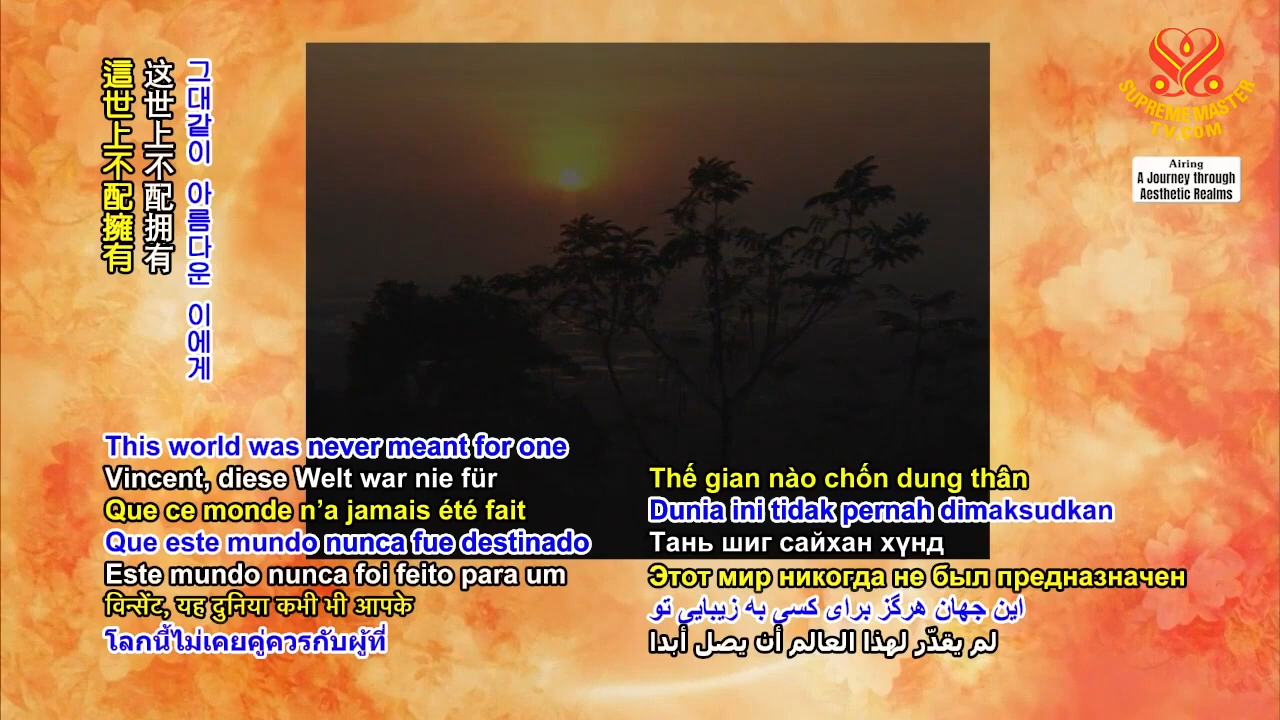 這世上不配擁有
这世上不配拥有
그대같이 아름다운 이에게
SUPREME MASTER
TV.COM
Airing
A Journey through
Aesthetic Realms
This world was never meant for one
Vincent, diese Welt war nie für
Que ce monde n’a jamais été fait
Que este mundo nunca fue destinado
Este mundo nunca foi feito para um
विन्सेंट, यह दुनिया कभी भी आपके
โลกนี้ไม่เคยคู่ควรกับผู้ที่
Thế gian nào chốn dung thân
Dunia ini tidak pernah dimaksudkan
Тань шиг сайхан хүнд
Этот мир никогда не был предназначен
این جهان هرگز برای کسی به زیبایی تو
لم يقدّر لهذا العالم أن يصل أبدا